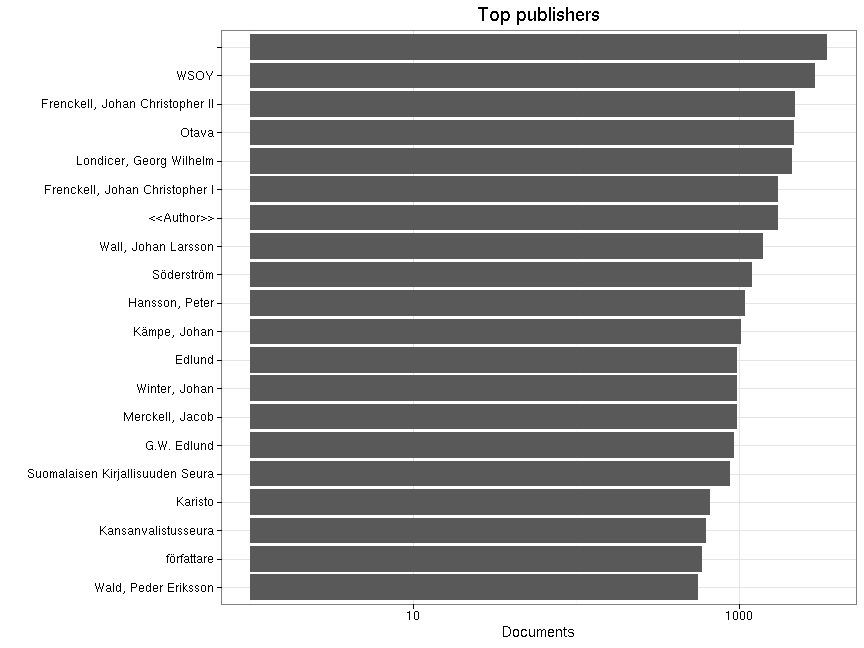 Top publishers
WSOY
Frenckell, Johan Christopher II
Otava
Londicer, Georg Wilhelm
Frenckell, Johan Christopher I
<<Author>>
Wall, Johan Larsson
Söderström
Hansson, Peter
Kämpe, Johan
Edlund
Winter, Johan
Merckell, Jacob
G.W. Edlund
Suomalaisen Kirjallisuuden Seura
Karisto
Kansanvalistusseura
författare
Wald, Peder Eriksson
10 1000
Documents